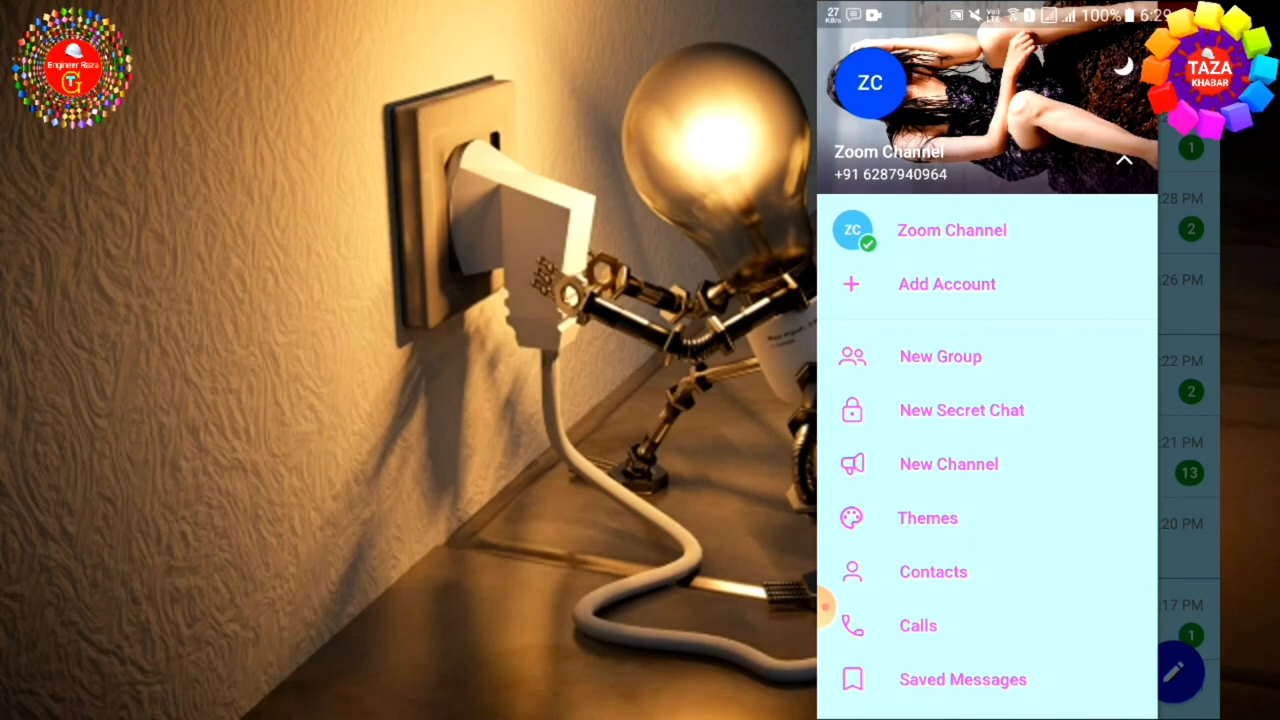 Engineer Raza
27
KB/s
Vo))
LTE
100%
6:29
TAZA
KHABAR
ZC
Zoom Channel
+91 6287940964
ZC
Zoom Channel
Add Account
New Group
New Secret Chat
New Channel
Themes
Contacts
Calls
Saved Messages
1
:28 PM
2
:26 PM
:22 PM
2
:21 PM
13
:20 PM
:17 PM
1